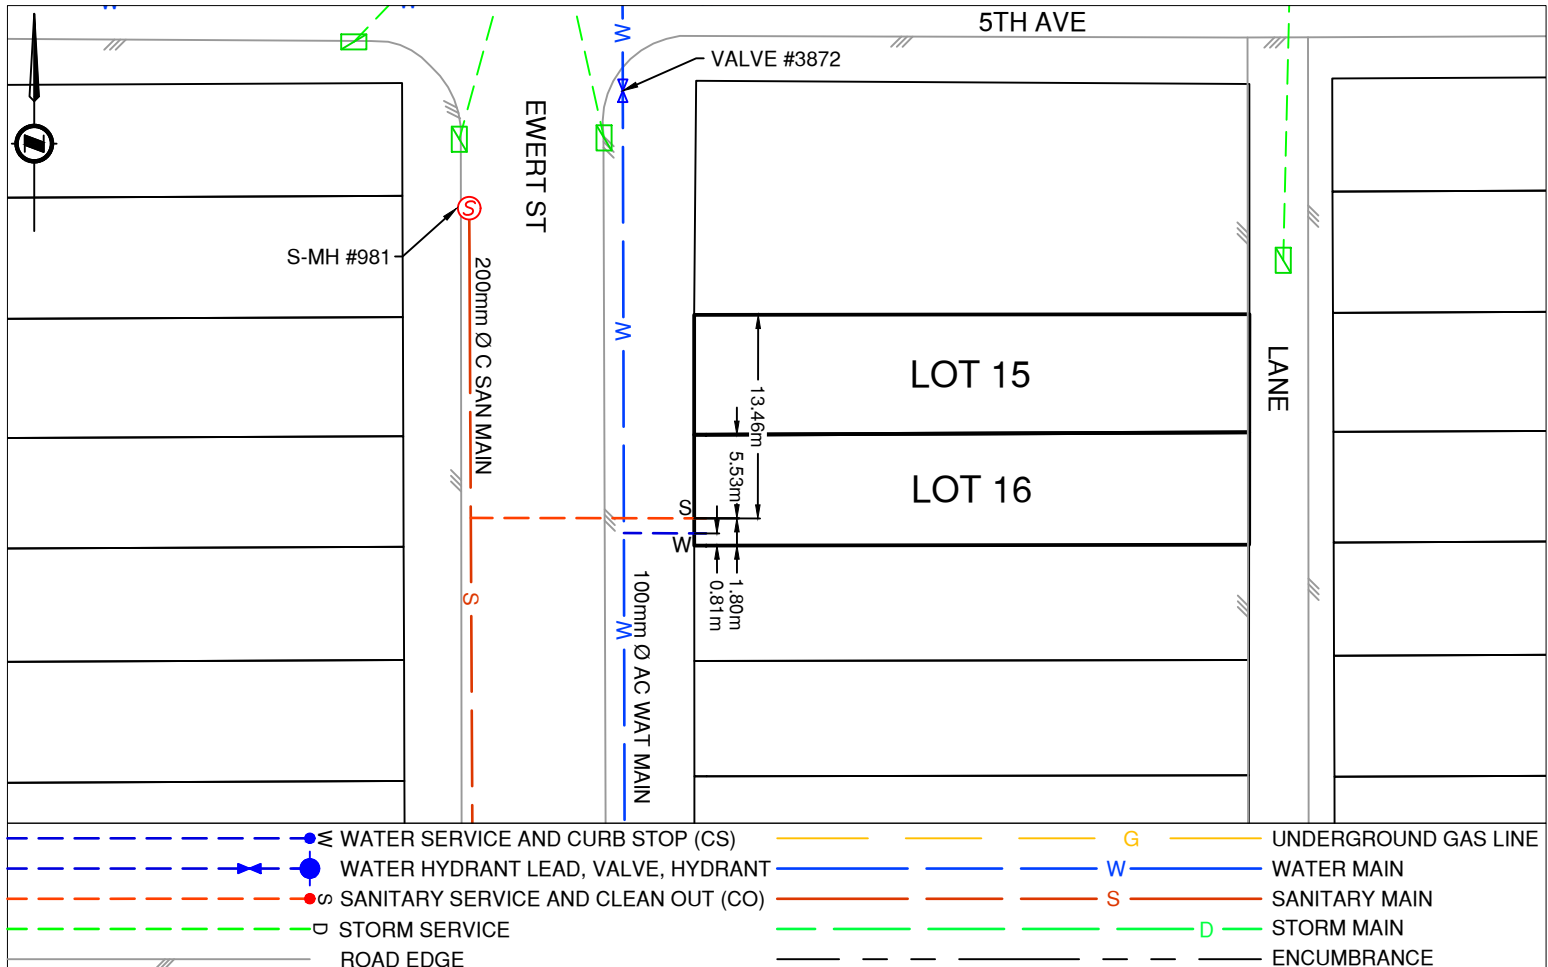 5TH AVE
W
W
W
VALVE #3872
EWERT ST
S
S-MH #981
200mm Ø C SAN MAIN
W
LOT 15
LANE
13.46m
5.53m
LOT 16
S
W
1.80m
0.81m
S
W
100mm Ø AC WAT MAIN
W WATER SERVICE AND CURB STOP (CS)
WATER HYDRANT LEAD, VALVE, HYDRANT
S SANITARY SERVICE AND CLEAN OUT (CO)
D STORM SERVICE
ROAD EDGE
G UNDERGROUND GAS LINE
W WATER MAIN
S SANITARY MAIN
D STORM MAIN
ENCUMBRANCE